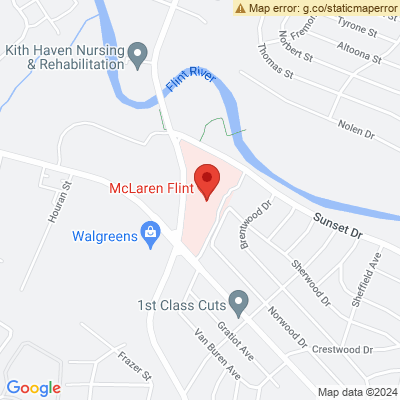 Map error: g.co/staticmaperror
Kith Haven Nursing
& Rehabilitation
Flint River
Tyrone St
Norbert St
Altoona St
Thomas St
Nolen Dr
McLaren Flint
Houran St
Walgreens
Brentwood Dr
Sunset Dr
Sherwood Dr
Sheffield Ave
1st Class Cuts
Norwood Dr
Gratiot Ave
Van Buren Ave
Crestwood Dr
Frazer St
Google
Map data ©2024